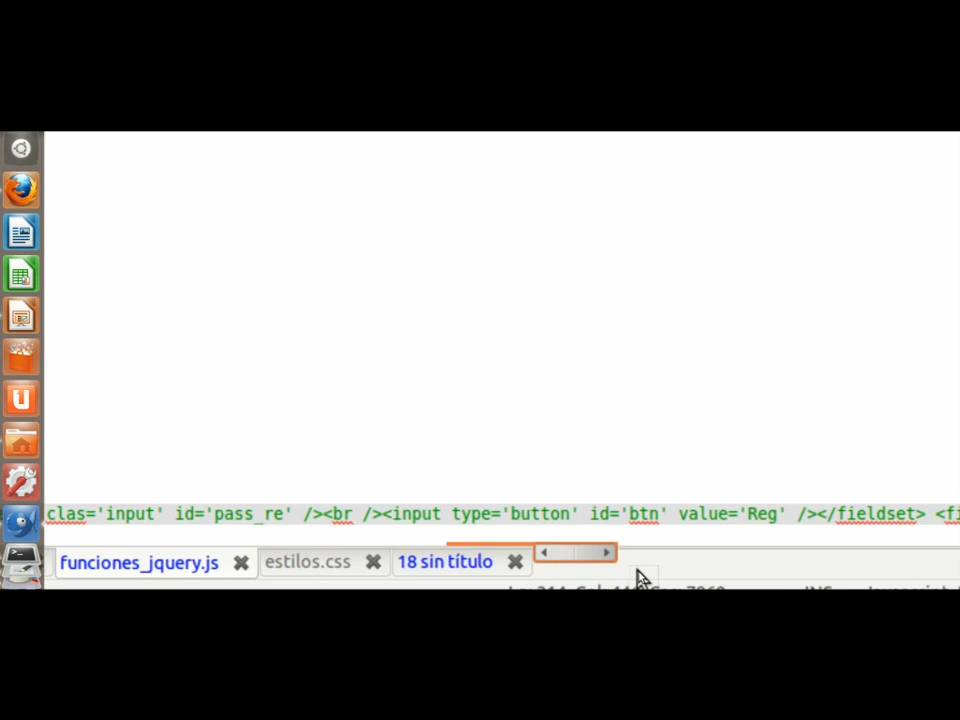 clas='input' id='pass_re' /><br /><input type='button' id='btn' value='Reg' /></fieldset> <fi
funciones_jquery.js estilos.css 18 sin título